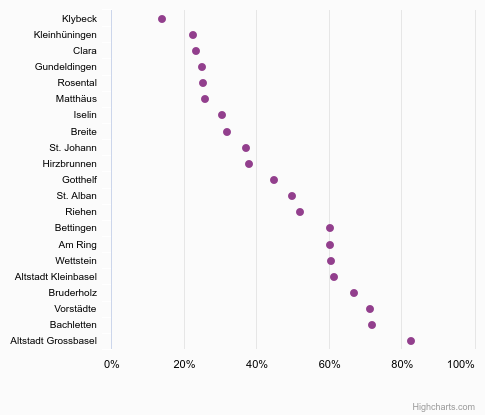 Klybeck
Kleinhüningen
Clara
Gundeldingen
Rosental
Matthäus
Iselin
Breite
St. Johann
Hirzbrunnen
Gotthelf
St. Alban
Riehen
Bettingen
Am Ring
Wettstein
Altstadt Kleinbasel
Bruderholz
Vorstädte
Bachletten
Altstadt Grossbasel
0% 20% 40% 60% 80% 100%
Highcharts.com